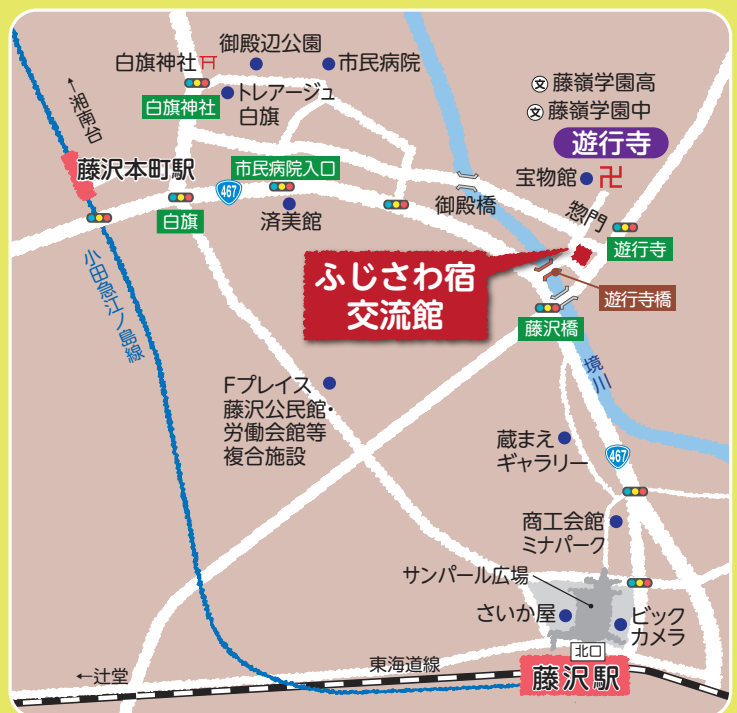 御殿辺公園
白旗神社
市民病院
トレアージュ
白旗
白旗神社
←湘南台
藤沢本町駅
市民病院入口
467
白旗
済美館
文 藤嶺学園高
文 藤嶺学園中
遊行寺
宝物館
御殿橋
惣門
遊行寺
ふじさわ宿
交流館
遊行寺橋
藤沢橋
小田急江ノ島線
境川
Fプレイス
藤沢公民館・
労働会館等
複合施設
蔵まえ
ギャラリー
467
商工会館
ミナパーク
サンパール広場
さいか屋
ビック
カメラ
北口
藤沢駅
東海道線
←辻堂